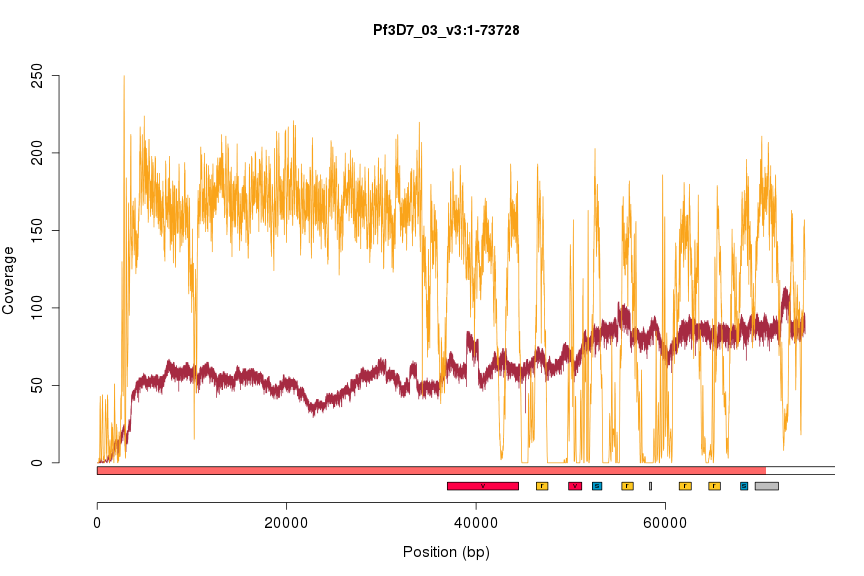 Pf3D7_03_v3:1-73728
Coverage
250
200
150
100
50
0
v r v s r r r s
0 20000 40000 60000
Position (bp)